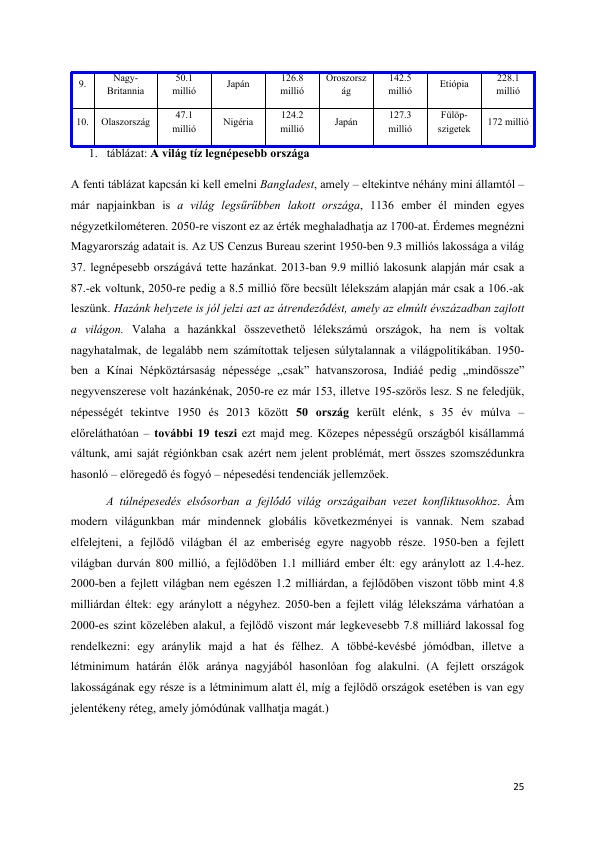 9. Nagy-Britannia 50.1 millió Japán 126.8 millió Oroszország 142.5 millió Etiópia 228.1 millió
10. Olaszország 47.1 millió Nigéria 124.2 millió Japán 127.3 millió Fülöp-szigetek 172 millió
1. táblázat: A világ tíz legnépesebb országa
A fenti táblázat kapcsán ki kell emelni Bangladest, amely – eltekintve néhány mini államtól –
már napjainkban is a világ legsűrűbben lakott országa, 1136 ember él minden egyes
négyzetkilométeren. 2050-re viszont ez az érték meghaladhatja az 1700-at. Érdemes megnézni
Magyarország adatait is. Az US Cenzus Bureau szerint 1950-ben 9.3 milliós lakossága a világ
37. legnépesebb országává tette hazánkat. 2013-ban 9.9 millió lakosunk alapján már csak a
87.-ek voltunk, 2050-re pedig a 8.5 millió főre becsült lélekszám alapján már csak a 106.-ak
leszünk. Hazánk helyzete is jól jelzi azt az átrendeződést, amely az elmúlt évszázadban zajlott
a világon. Valaha a hazánkkal összevethető lélekszámú országok, ha nem is voltak
nagyhatalmak, de legalább nem számítottak teljesen súlytalannak a világpolitikában. 1950-
ben a Kínai Népköztársaság népessége „csak” hatvanszorosa, Indiáé pedig „mindössze”
negyvenszerese volt hazánkénak, 2050-re ez már 153, illetve 195-szörös lesz. S ne feledjük,
népességét tekintve 1950 és 2013 között 50 ország került elénk, s 35 év múlva –
előreláthatóan – további 19 teszi ezt majd meg. Közepes népességű országból kisállammá
váltunk, ami saját régiónkban csak azért nem jelent problémát, mert összes szomszédunkra
hasonló – elöregedő és fogyó – népesedési tendenciák jellemzőek.
A túlnépesedés elsősorban a fejlődő világ országaiban vezet konfliktusokhoz. Ám
modern világunkban már mindennek globális következményei is vannak. Nem szabad
elfelejteni, a fejlődő világban él az emberiség egyre nagyobb része. 1950-ben a fejlett
világban durván 800 millió, a fejlődőben 1.1 milliárd ember élt: egy aránylott az 1.4-hez.
2000-ben a fejlett világban nem egészen 1.2 milliárdan, a fejlődőben viszont több mint 4.8
milliárdan éltek: egy aránylott a négyhez. 2050-ben a fejlett világ lélekszáma várhatóan a
2000-es szint közelében alakul, a fejlődő viszont már legkevesebb 7.8 milliárd lakossal fog
rendelkezni: egy aránylik majd a hat és félhez. A többé-kevésbé jómódban, illetve a
létminimum határán élők aránya nagyjából hasonlóan fog alakulni. (A fejlett országok
lakosságának egy része is a létminimum alatt él, míg a fejlődő országok esetében is van egy
jelentékeny réteg, amely jómódúnak vallhatja magát.)
25